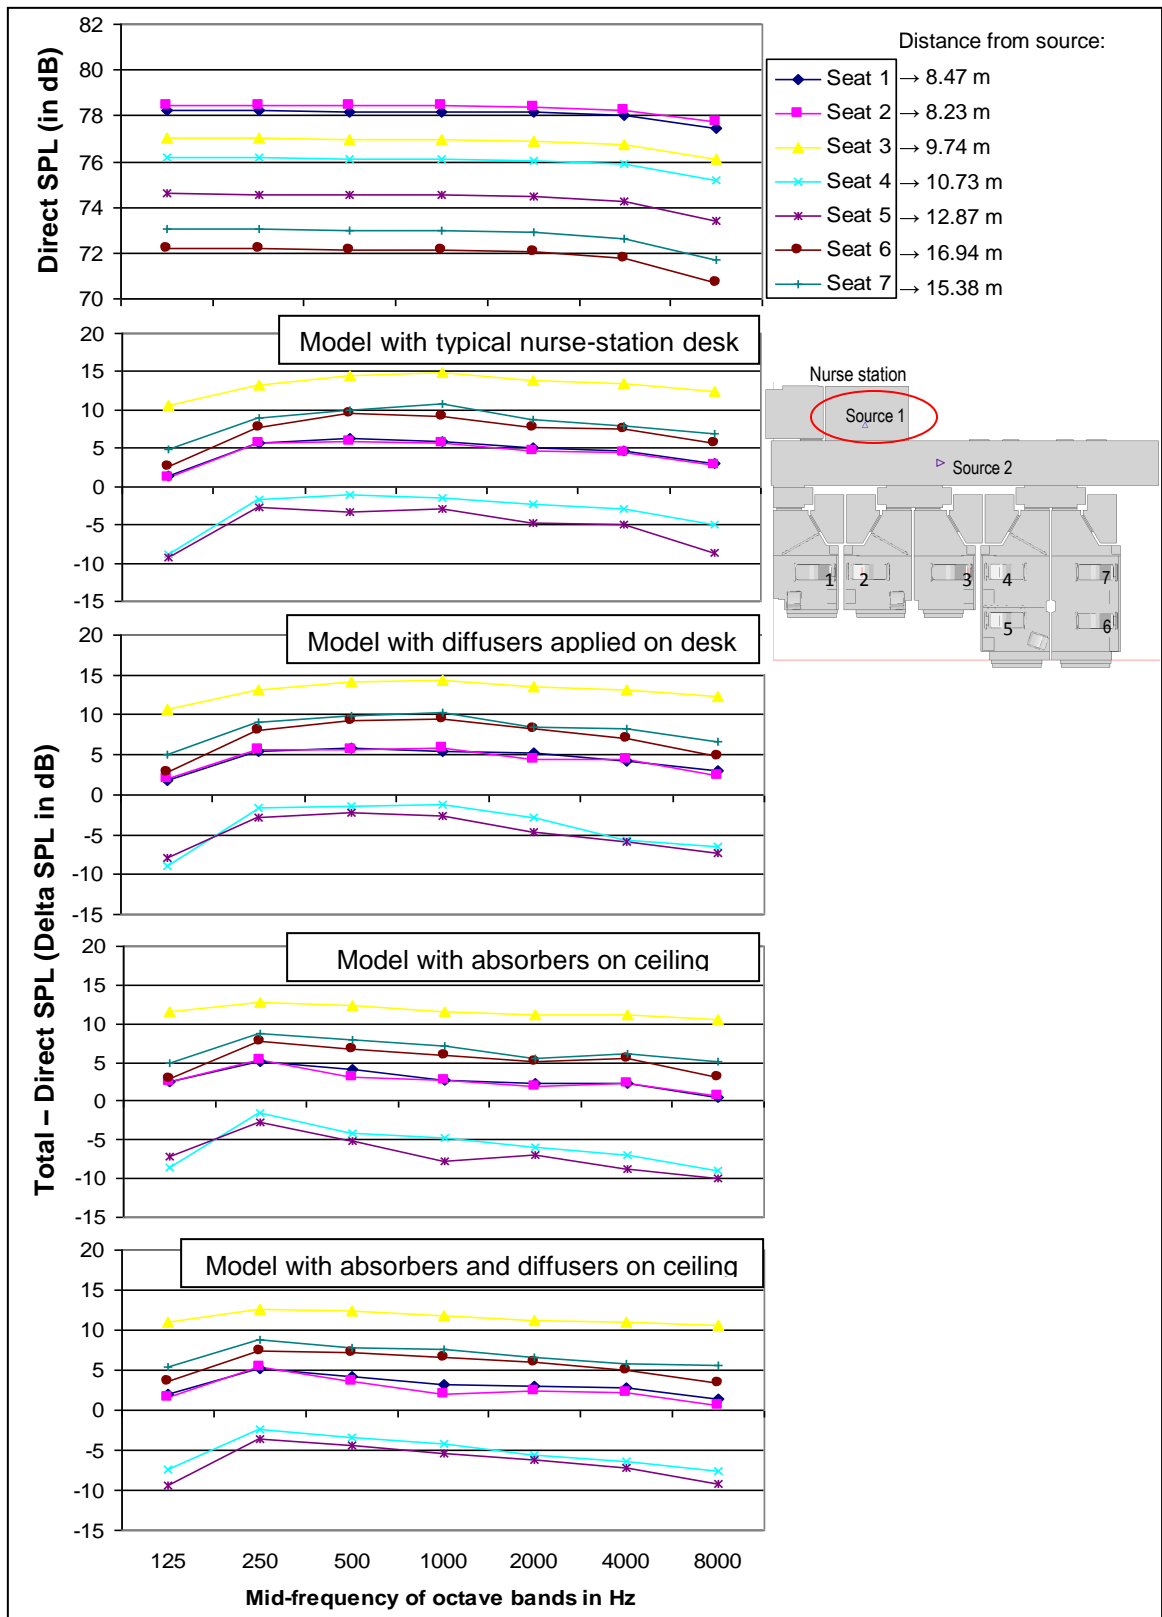 Direct SPL (in dB)
82
80
78
76
74
72
70
Distance from source:
Seat 1 → 8.47 m
Seat 2 → 8.23 m
Seat 3 → 9.74 m
Seat 4 → 10.73 m
Seat 5 → 12.87 m
Seat 6 → 16.94 m
Seat 7 → 15.38 m
Total – Direct SPL (Delta SPL in dB)
Model with typical nurse-station desk
20
15
10
5
0
-5
-10
-15
Nurse station
Source 1
Source 2
1 2 3 4 7
5 6
Model with diffusers applied on desk
20
15
10
5
0
-5
-10
-15
Model with absorbers on ceiling
20
15
10
5
0
-5
-10
-15
Model with absorbers and diffusers on ceiling
20
15
10
5
0
-5
-10
-15
125 250 500 1000 2000 4000 8000
Mid-frequency of octave bands in Hz